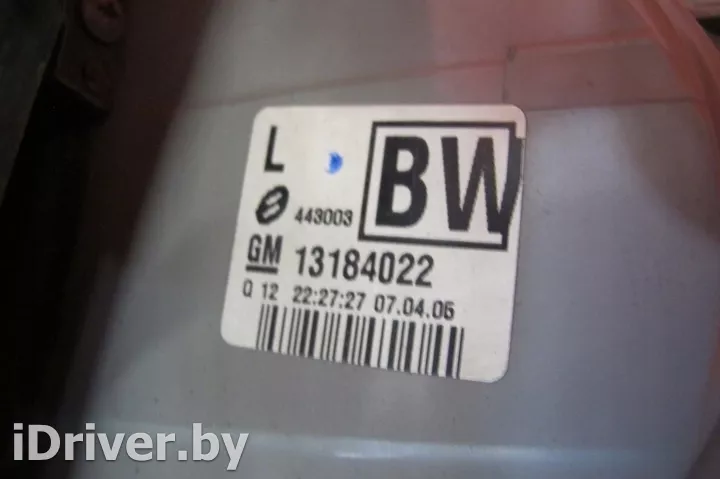 L BW
443003
GM 13184022
Q 12 22:27:27 07.04.06
iDriver.by